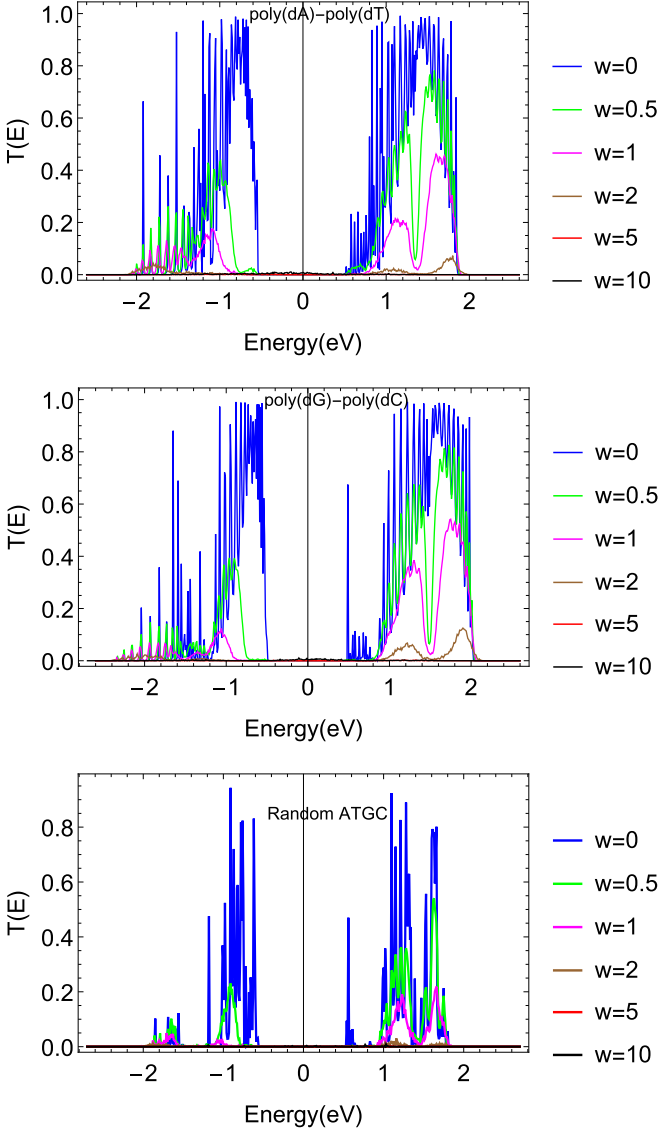 poly(dA)−poly(dT)
1.0
0.8
0.6
0.4
0.2
0.0
T(E)
−2
−1
0
1
2
Energy(eV)
w=0
w=0.5
w=1
w=2
w=5
w=10
poly(dG)−poly(dC)
1.0
0.8
0.6
0.4
0.2
0.0
T(E)
−2
−1
0
1
2
Energy(eV)
w=0
w=0.5
w=1
w=2
w=5
w=10
Random ATGC
0.8
0.6
0.4
0.2
0.0
T(E)
−2
−1
0
1
2
Energy(eV)
w=0
w=0.5
w=1
w=2
w=5
w=10